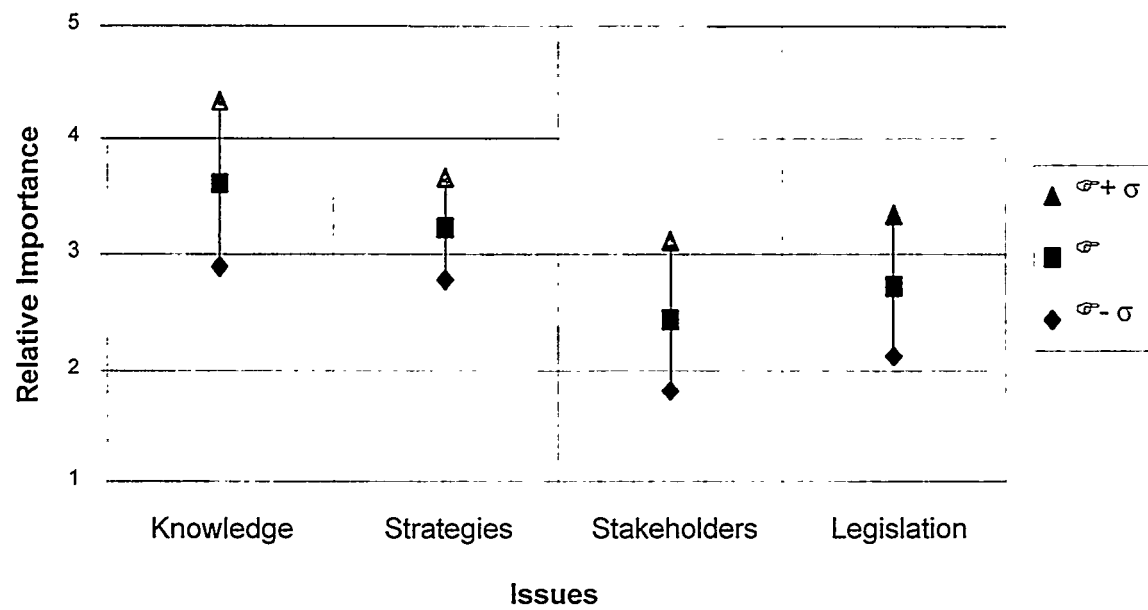 5
4
3
2
1
Relative Importance
Knowledge Strategies Stakeholders Legislation
Issues
☞+ σ
☞
☞- σ